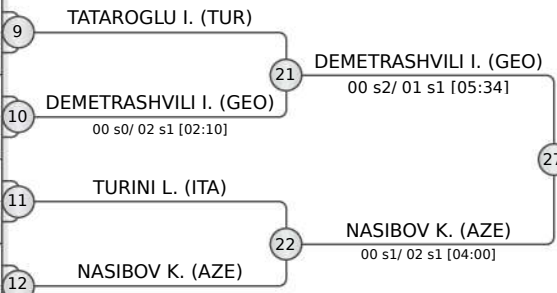 TATAROGLU I. (TUR)
9
DEMETRASHVILI I. (GEO)
21
00 s2/ 01 s1 [05:34]
DEMETRASHVILI I. (GEO)
10
00 s0/ 02 s1 [02:10]
27
TURINI L. (ITA)
11
NASIBOV K. (AZE)
22
00 s1/ 02 s1 [04:00]
NASIBOV K. (AZE)
12